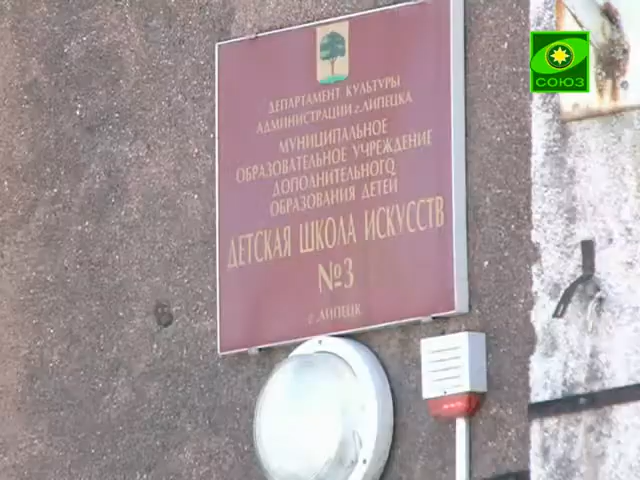 ДЕПАРТАМЕНТ КУЛЬТУРЫ
АДМИНИСТРАЦИИ г. ЛИПЕЦКА
МУНИЦИПАЛЬНОЕ
ОБРАЗОВАТЕЛЬНОЕ УЧРЕЖДЕНИЕ
ДОПОЛНИТЕЛЬНОГО
ОБРАЗОВАНИЯ ДЕТЕЙ
ДЕТСКАЯ ШКОЛА ИСКУССТВ
№3
г. ЛИПЕЦК
СОЮЗ